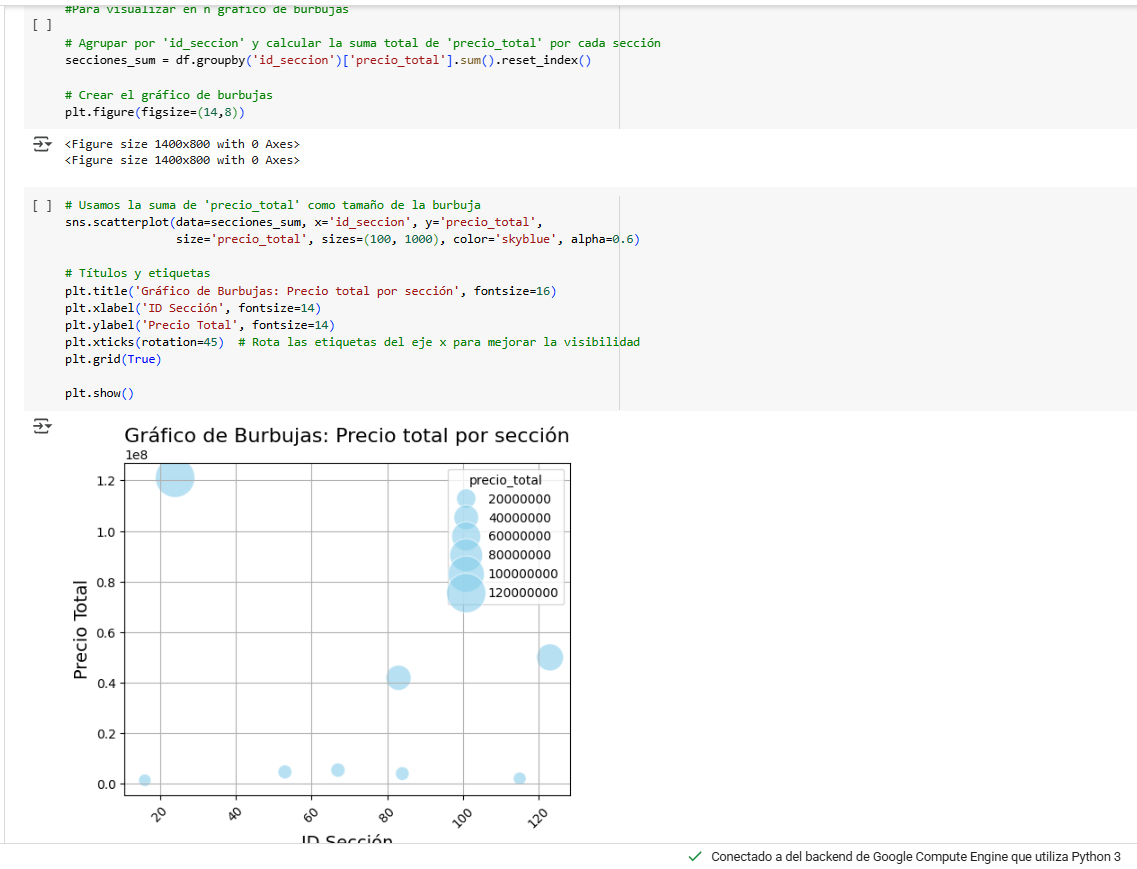 #Para visualizar en n grafico de burbujas
[ ]
# Agrupar por 'id_seccion' y calcular la suma total de 'precio_total' por cada sección
secciones_sum = df.groupby('id_seccion')['precio_total'].sum().reset_index()
# Crear el gráfico de burbujas
plt.figure(figsize=(14,8))
<Figure size 1400x800 with 0 Axes>
<Figure size 1400x800 with 0 Axes>
[ ] # Usamos la suma de 'precio_total' como tamaño de la burbuja
sns.scatterplot(data=secciones_sum, x='id_seccion', y='precio_total',
size='precio_total', sizes=(100, 1000), color='skyblue', alpha=0.6)
# Títulos y etiquetas
plt.title('Gráfico de Burbujas: Precio total por sección', fontsize=16)
plt.xlabel('ID Sección', fontsize=14)
plt.ylabel('Precio Total', fontsize=14)
plt.xticks(rotation=45)  # Rota las etiquetas del eje x para mejorar la visibilidad
plt.grid(True)
plt.show()
Gráfico de Burbujas: Precio total por sección
1e8
precio_total
20000000
40000000
60000000
80000000
100000000
120000000
1.2
1.0
0.8
0.6
0.4
0.2
0.0
Precio Total
20 40 60 80 100 120
ID Sección
Conectado a del backend de Google Compute Engine que utiliza Python 3